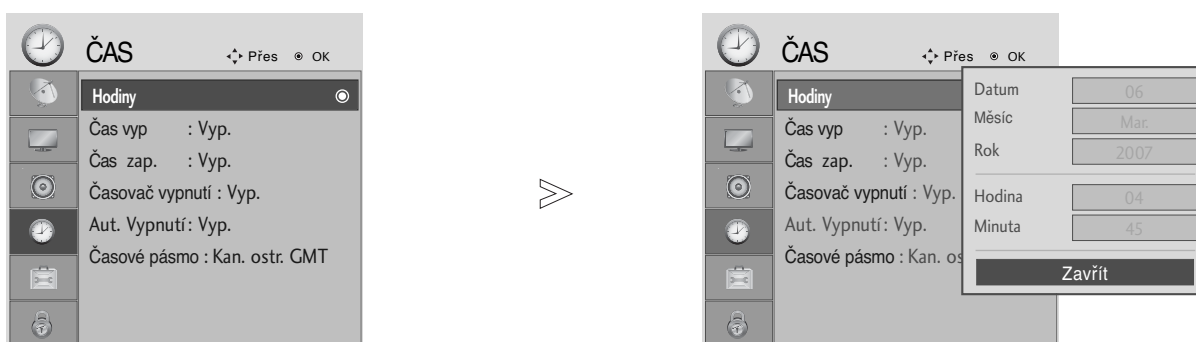 ČAS
Přes OK
Hodiny
Čas vyp : Vyp.
Čas zap. : Vyp.
Časovač vypnutí : Vyp.
Aut. Vypnutí : Vyp.
Časové pásmo : Kan. ostr. GMT
>
ČAS
Přes OK
Hodiny
Čas vyp : Vyp.
Čas zap. : Vyp.
Časovač vypnutí : Vyp.
Aut. Vypnutí : Vyp.
Časové pásmo : Kan. os
Datum 06
Měsíc Mar.
Rok 2007
Hodina 04
Minuta 45
Zavřít